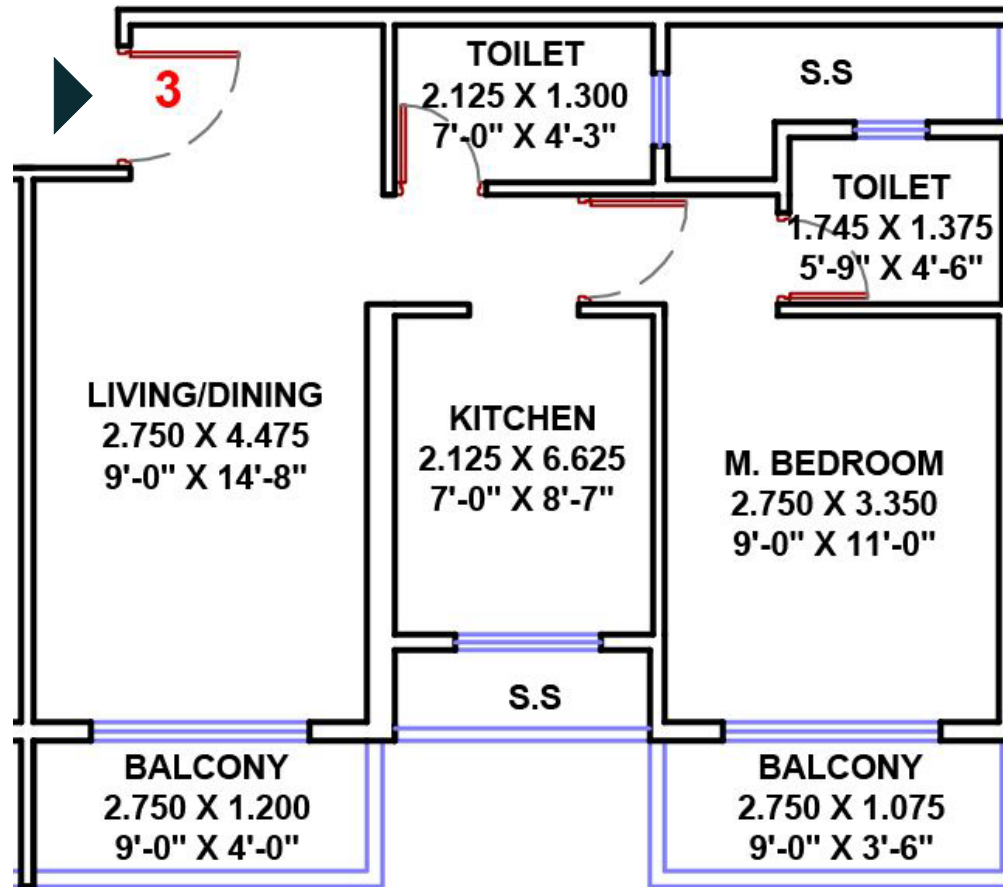 3
TOILET
2.125 X 1.300
7'-0" X 4'-3"
S.S
TOILET
1.745 X 1.375
5'-9" X 4'-6"
LIVING/DINING
2.750 X 4.475
9'-0" X 14'-8"
KITCHEN
2.125 X 6.625
7'-0" X 8'-7"
M. BEDROOM
2.750 X 3.350
9'-0" X 11'-0"
S.S
BALCONY
2.750 X 1.200
9'-0" X 4'-0"
BALCONY
2.750 X 1.075
9'-0" X 3'-6"